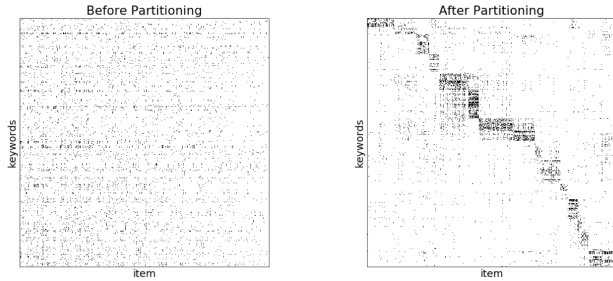 Before Partitioning
keywords
item
After Partitioning
keywords
item